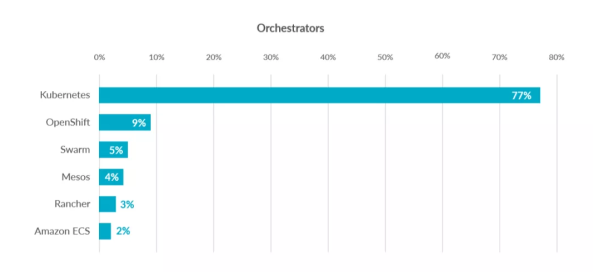 Orchestrators
0% 10% 20% 30% 40% 50% 60% 70% 80%
Kubernetes 77%
OpenShift 9%
Swarm 5%
Mesos 4%
Rancher 3%
Amazon ECS 2%